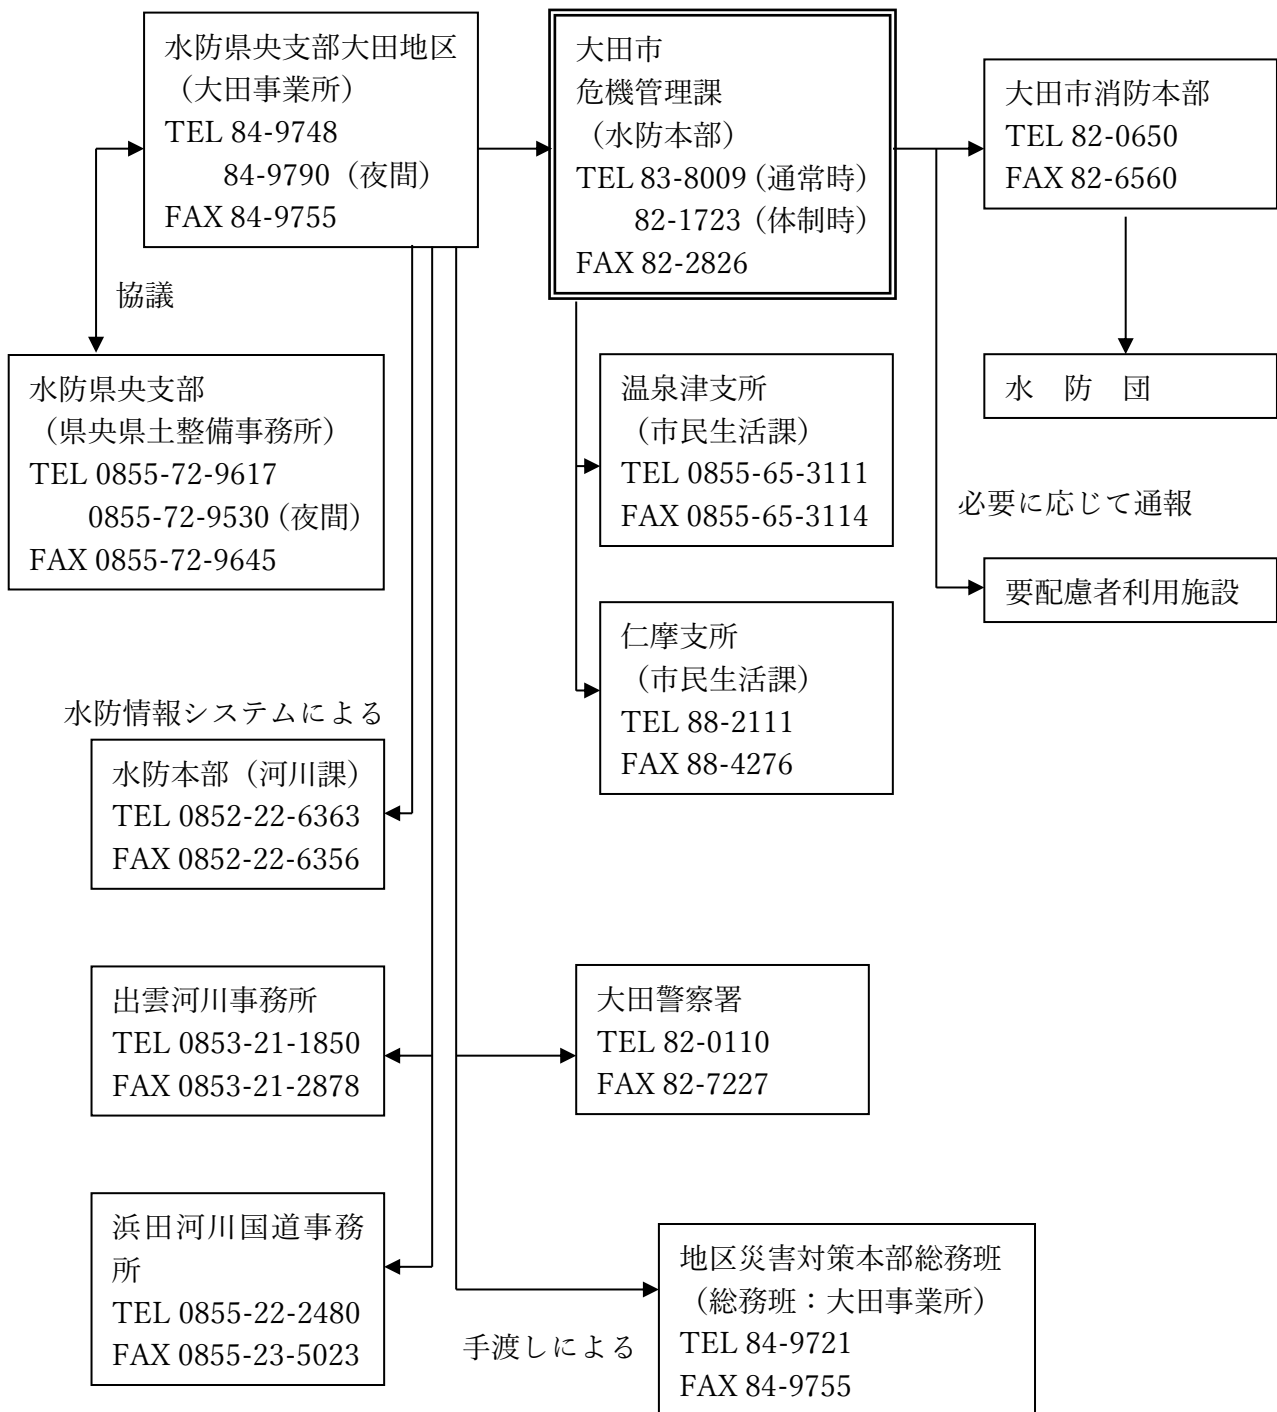 水防県央支部大田地区
（大田事業所）
TEL 84-9748
84-9790（夜間）
FAX 84-9755
大田市
危機管理課
（水防本部）
TEL 83-8009（通常時）
82-1723（体制時）
FAX 82-2826
大田市消防本部
TEL 82-0650
FAX 82-6560
協議
水防県央支部
（県央県土整備事務所）
TEL 0855-72-9617
0855-72-9530（夜間）
FAX 0855-72-9645
温泉津支所
（市民生活課）
TEL 0855-65-3111
FAX 0855-65-3114
水　防　団
必要に応じて通報
要配慮者利用施設
仁摩支所
（市民生活課）
TEL 88-2111
FAX 88-4276
水防情報システムによる
水防本部（河川課）
TEL 0852-22-6363
FAX 0852-22-6356
出雲河川事務所
TEL 0853-21-1850
FAX 0853-21-2878
大田警察署
TEL 82-0110
FAX 82-7227
浜田河川国道事務
所
TEL 0855-22-2480
FAX 0855-23-5023
手渡しによる
地区災害対策本部総務班
（総務班：大田事業所）
TEL 84-9721
FAX 84-9755